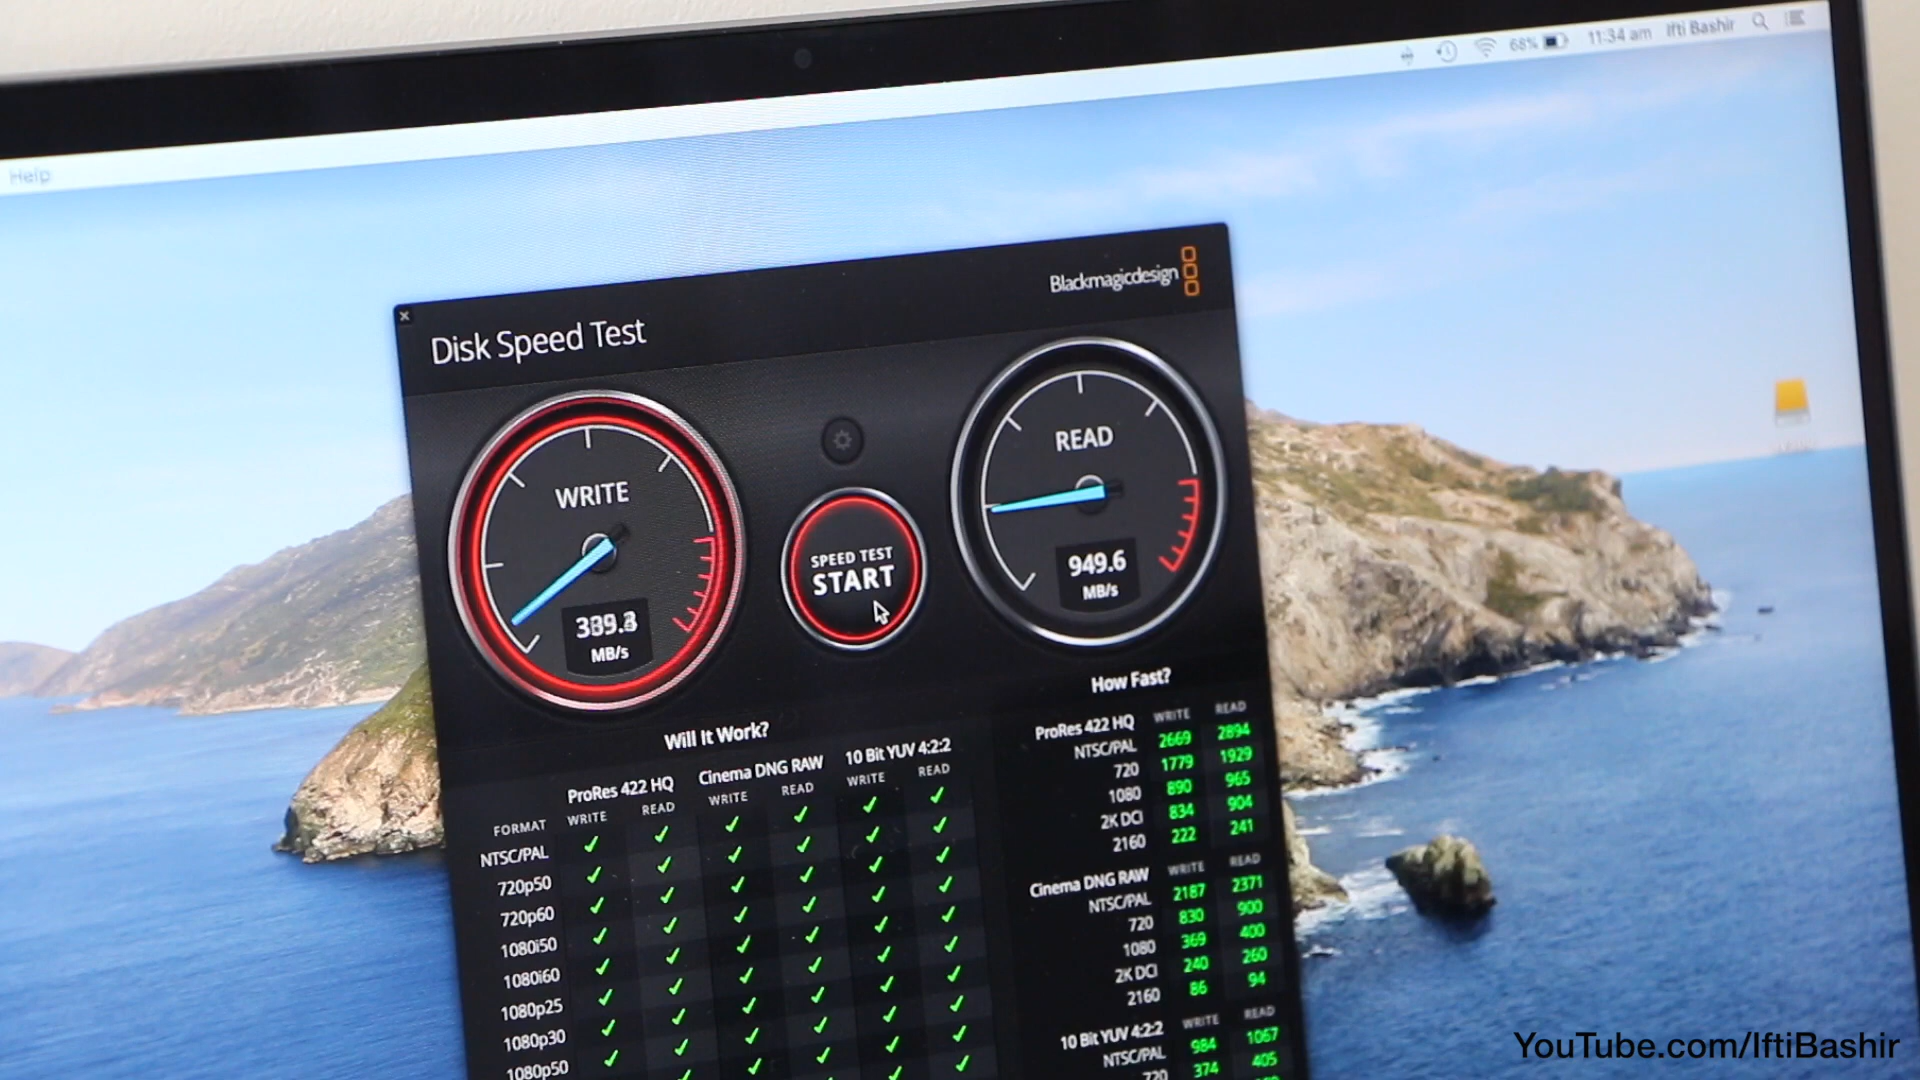 Help
68% 11:34 am Ifti Bashir
Blackmagicdesign
Disk Speed Test
WRITE
MB/s
SPEED TEST
START
READ
949.6
MB/s
Will It Work?
ProRes 422 HQ Cinema DNG RAW 10 Bit YUV 4:2:2
FORMAT WRITE READ WRITE READ WRITE READ
NTSC/PAL
720p50
720p60
1080i50
1080i60
1080p25
1080p30
1080p50
How Fast?
ProRes 422 HQ WRITE READ
NTSC/PAL 2669 2894
720 1779 1929
1080 890 965
2K DCI 834 904
2160 222 241
Cinema DNG RAW WRITE READ
NTSC/PAL 2187 2371
720 830 900
1080 369 400
2K DCI 240 260
2160 86 94
10 Bit YUV 4:2:2 WRITE READ
NTSC/PAL 984 1067
720 374 405
YouTube.com/IftiBashir